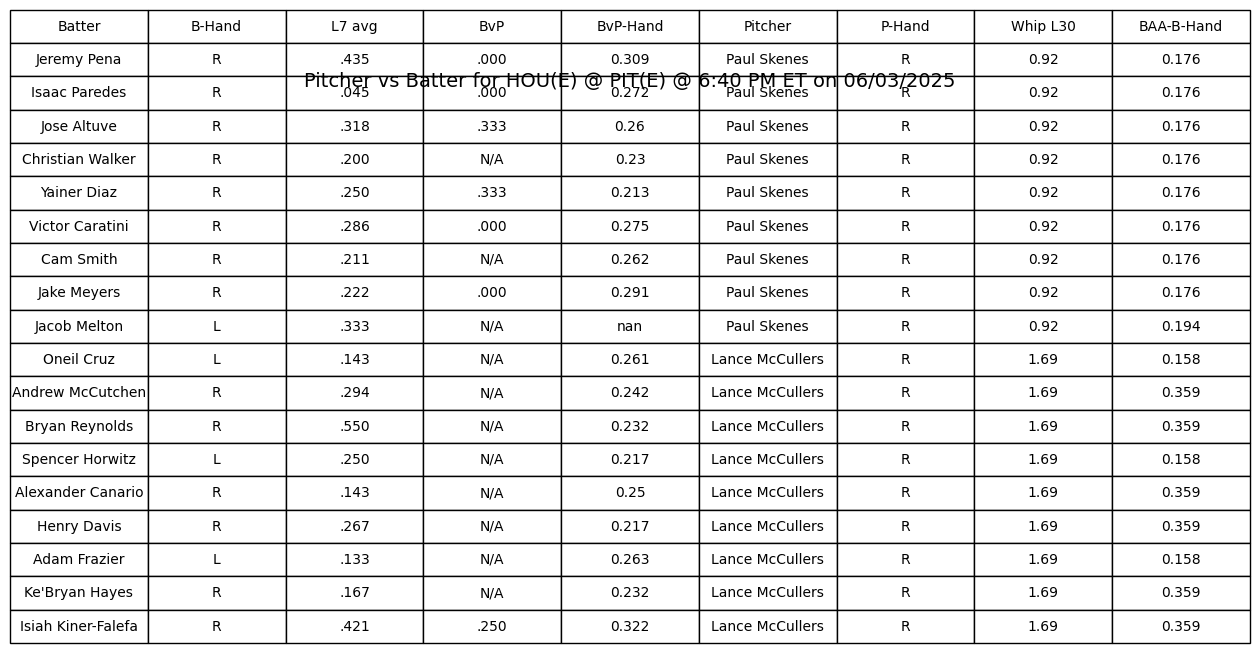 Batter B-Hand L7 avg BvP BvP-Hand Pitcher P-Hand Whip L30 BAA-B-Hand
Jeremy Pena R .435 .000 0.309 Paul Skenes R 0.92 0.176
Pitcher vs Batter for HOU(E) @ PIT(E) @ 6:40 PM ET on 06/03/2025
Isaac Paredes R .045 .000 0.272 Paul Skenes R 0.92 0.176
Jose Altuve R .318 .333 0.26 Paul Skenes R 0.92 0.176
Christian Walker R .200 N/A 0.23 Paul Skenes R 0.92 0.176
Yainer Diaz R .250 .333 0.213 Paul Skenes R 0.92 0.176
Victor Caratini R .286 .000 0.275 Paul Skenes R 0.92 0.176
Cam Smith R .211 N/A 0.262 Paul Skenes R 0.92 0.176
Jake Meyers R .222 .000 0.291 Paul Skenes R 0.92 0.176
Jacob Melton L .333 N/A nan Paul Skenes R 0.92 0.194
Oneil Cruz L .143 N/A 0.261 Lance McCullers R 1.69 0.158
Andrew McCutchen R .294 N/A 0.242 Lance McCullers R 1.69 0.359
Bryan Reynolds R .550 N/A 0.232 Lance McCullers R 1.69 0.359
Spencer Horwitz L .250 N/A 0.217 Lance McCullers R 1.69 0.158
Alexander Canario R .143 N/A 0.25 Lance McCullers R 1.69 0.359
Henry Davis R .267 N/A 0.217 Lance McCullers R 1.69 0.359
Adam Frazier L .133 N/A 0.263 Lance McCullers R 1.69 0.158
Ke'Bryan Hayes R .167 N/A 0.232 Lance McCullers R 1.69 0.359
Isiah Kiner-Falefa R .421 .250 0.322 Lance McCullers R 1.69 0.359